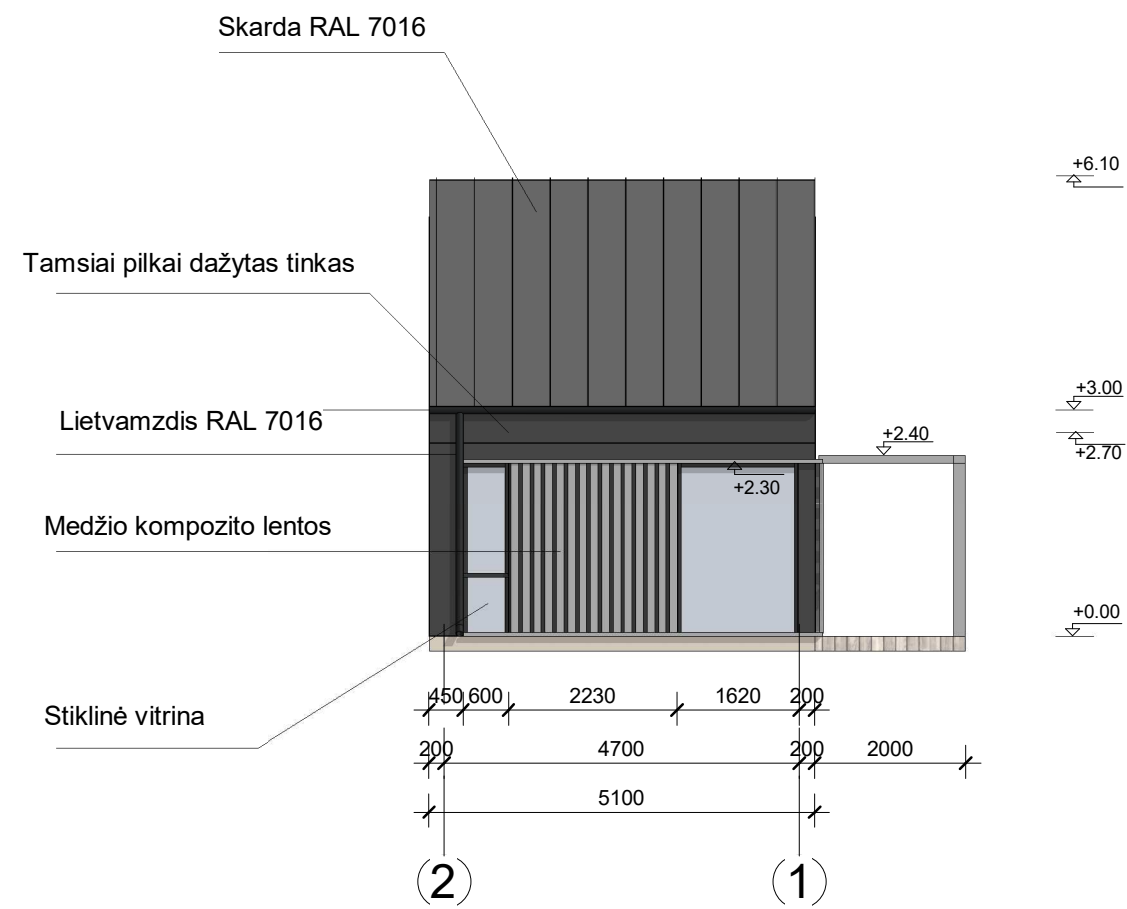 Skarda RAL 7016
+6.10
Tamsiai pilkai dažytas tinkas
+3.00
Lietvamzdis RAL 7016
+2.40
+2.70
+2.30
Medžio kompozito lentos
+0.00
Stiklinė vitrina
450 600 2230 1620 200
200 4700 200 2000
5100
2 1